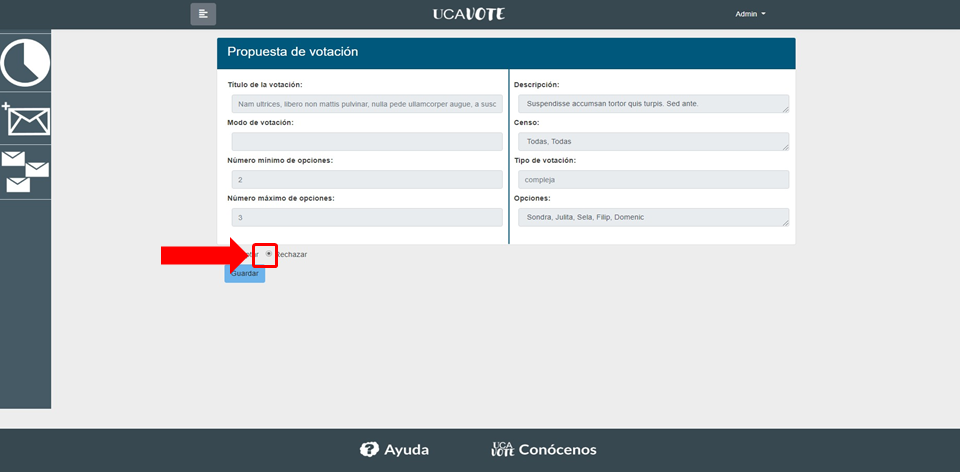 UCAVOTE
Admin
Propuesta de votación
Título de la votación:
Nam ultrices, libero non mattis pulvinar, nulla pede ullamcorper augue, a susc
Modo de votación:
Número mínimo de opciones:
2
Número máximo de opciones:
3
Descripción:
Suspendisse accumsan tortor quis turpis. Sed ante.
Censo:
Todas, Todas
Tipo de votación:
compleja
Opciones:
Sondra, Julita, Sela, Filip, Domenic
Rechazar
Guardar
Ayuda
UCA VOTE Conócenos